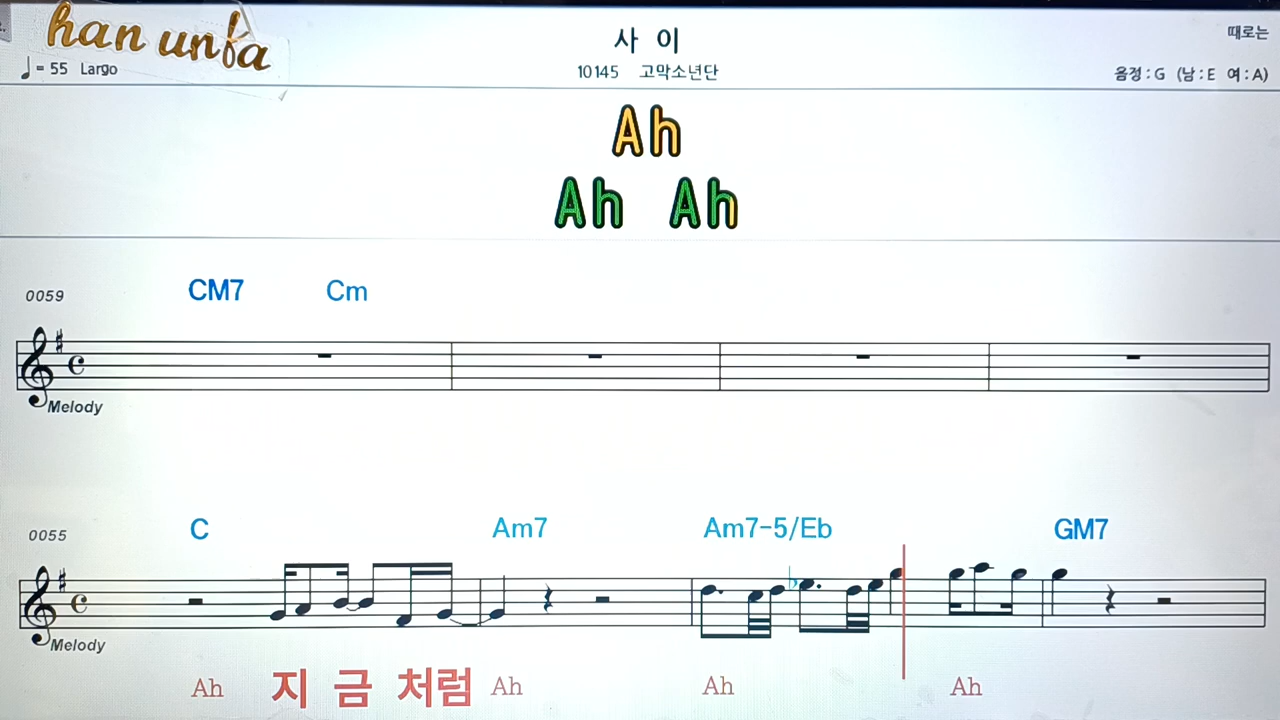 han unfa
♩= 55 Largo
사 이
10145 고막소년단
때로는
음정:G (남:E 여:A)
Ah
Ah Ah
0059 CM7 Cm
Melody
0055 C Am7 Am7-5/Eb GM7
Melody
Ah 지 금 처럼 Ah Ah Ah